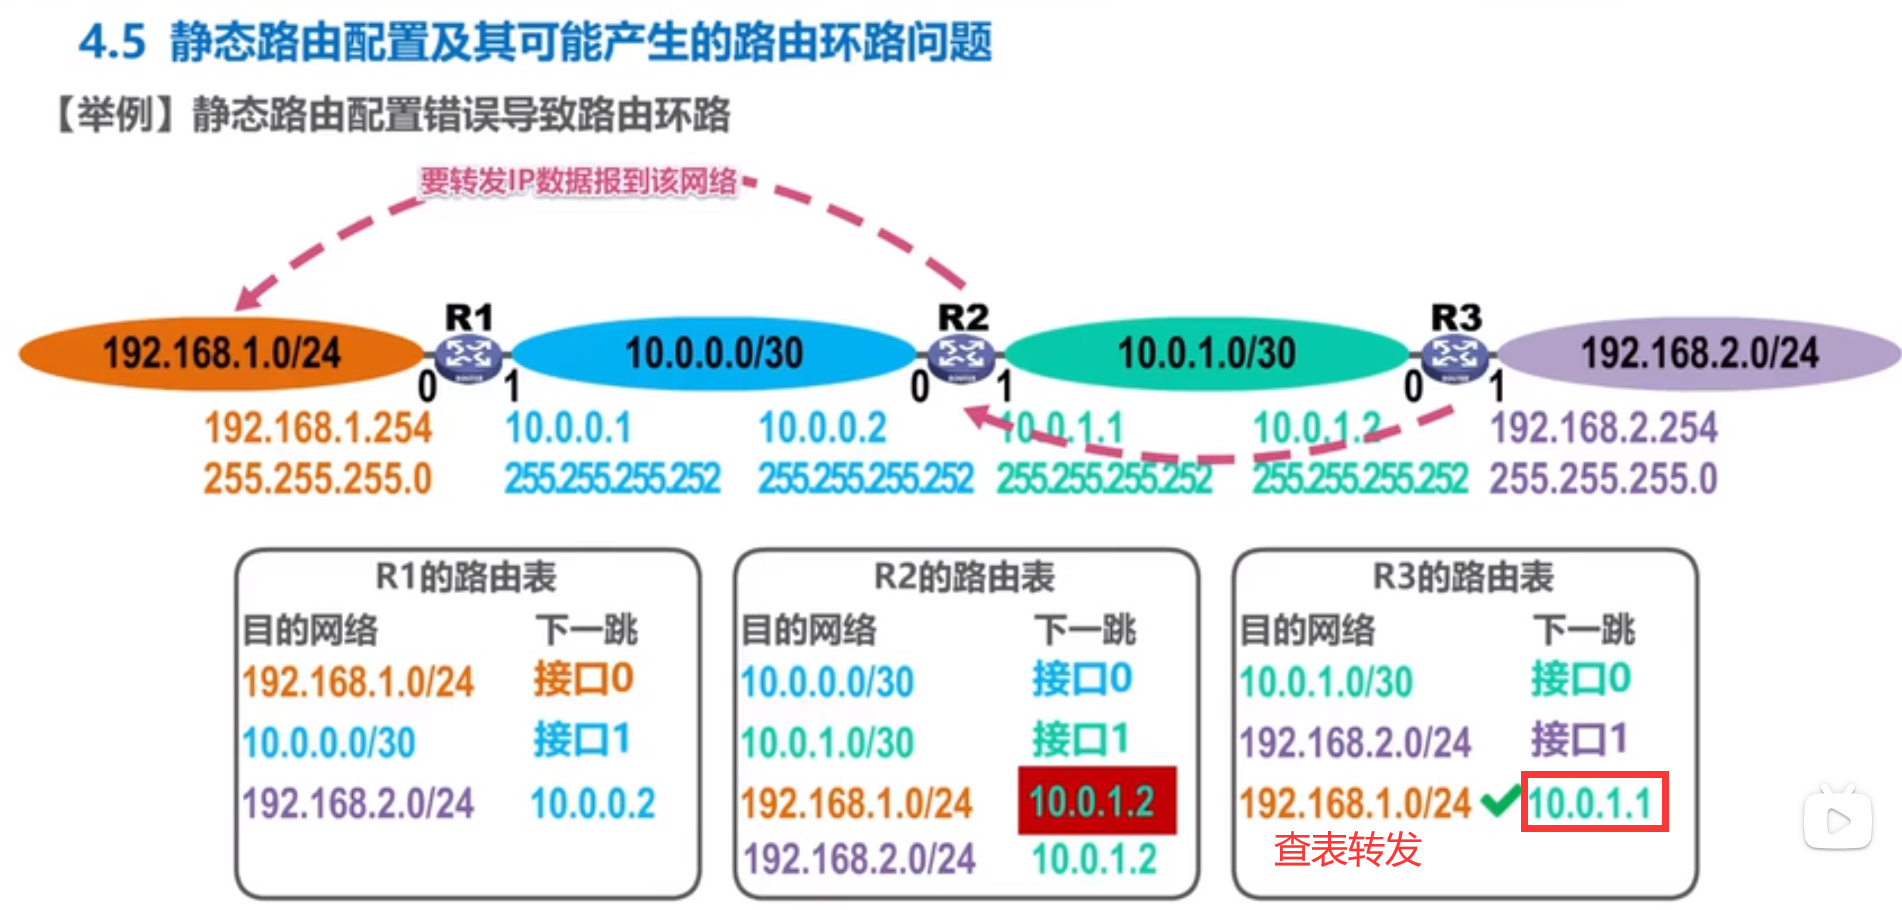 4.5 静态路由配置及其可能产生的路由环路问题
【举例】静态路由配置错误导致路由环路
要转发IP数据报到该网络
R1 R2 R3
192.168.1.0/24 10.0.0.0/30 10.0.1.0/30 192.168.2.0/24
0 1 0 1 0 1
192.168.1.254 10.0.0.1 10.0.0.2 10.0.1.1 10.0.1.2 192.168.2.254
255.255.255.0 255.255.255.252 255.255.255.252 255.255.255.252 255.255.255.252 255.255.255.0
R1的路由表
目的网络 下一跳
192.168.1.0/24 接口0
10.0.0.0/30 接口1
192.168.2.0/24 10.0.0.2
R2的路由表
目的网络 下一跳
10.0.0.0/30 接口0
10.0.1.0/30 接口1
192.168.1.0/24 10.0.1.2
192.168.2.0/24 10.0.1.2
R3的路由表
目的网络 下一跳
10.0.1.0/30 接口0
192.168.2.0/24 接口1
192.168.1.0/24 10.0.1.1
查表转发